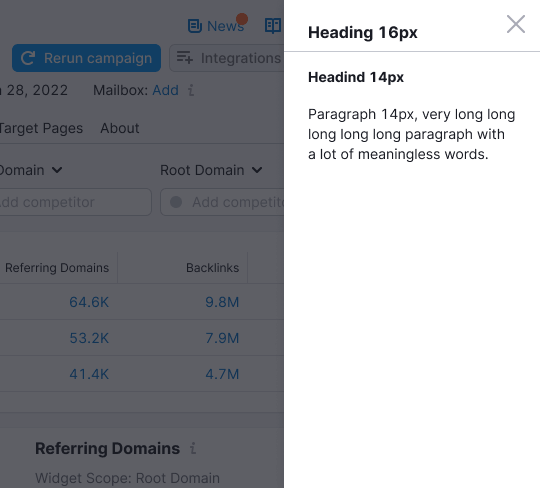 News
Rerun campaign
Integrations
28, 2022 Mailbox: Add i
Target Pages About
Domain Root Domain
Add competitor Add competitor
Referring Domains Backlinks
64.6K 9.8M
53.2K 7.9M
41.4K 4.7M
Referring Domains i
Widget Scope: Root Domain
Heading 16px
Headind 14px
Paragraph 14px, very long long
long long long paragraph with
a lot of meaningless words.